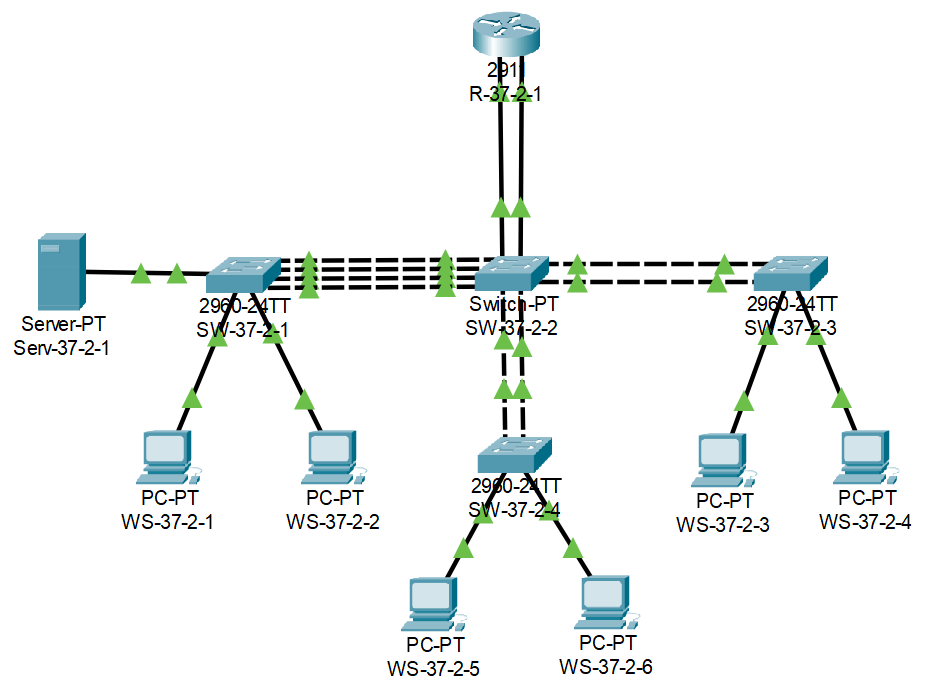 2911
R-37-2-1
Server-PT
Serv-37-2-1
2960-24TT
SW-37-2-1
Switch-PT
SW-37-2-2
2960-24TT
SW-37-2-3
PC-PT
WS-37-2-1
PC-PT
WS-37-2-2
2960-24TT
SW-37-2-4
PC-PT
WS-37-2-3
PC-PT
WS-37-2-4
PC-PT
WS-37-2-5
PC-PT
WS-37-2-6